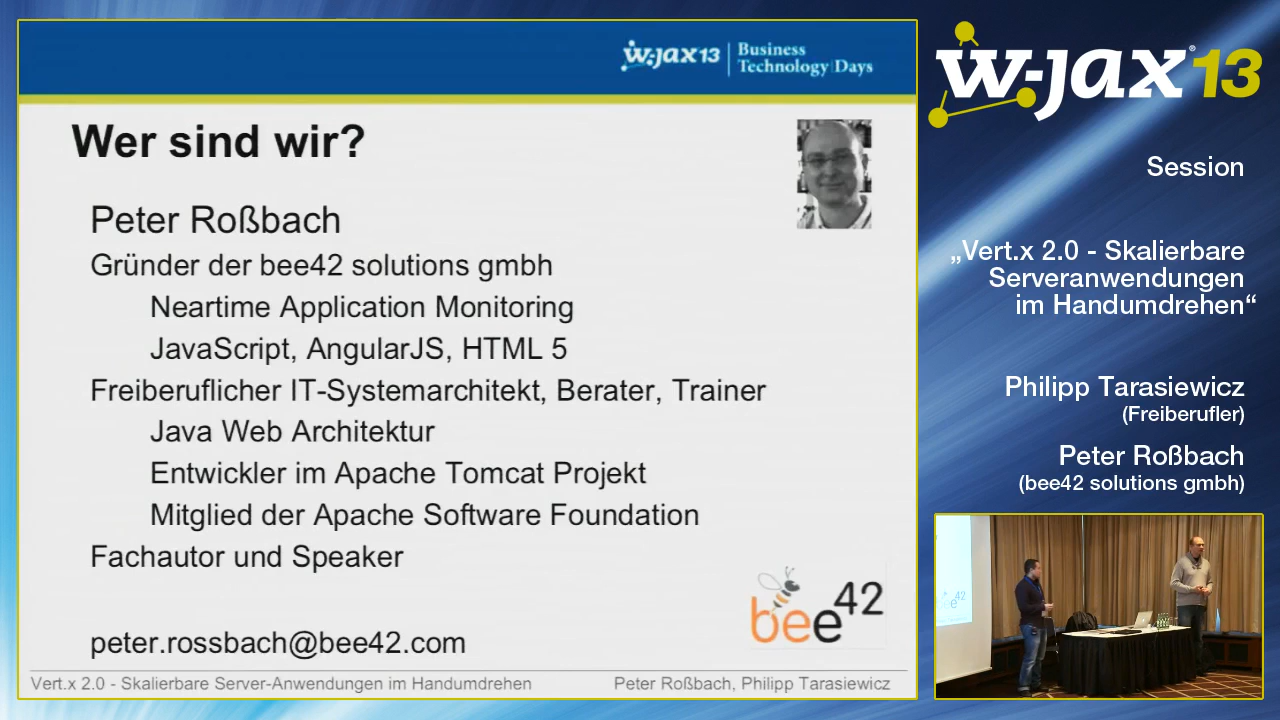 w-jax13
Business
Technology Days
Wer sind wir?
Peter Roßbach
Gründer der bee42 solutions gmbh
Neartime Application Monitoring
JavaScript, AngularJS, HTML 5
Freiberuflicher IT-Systemarchitekt, Berater, Trainer
Java Web Architektur
Entwickler im Apache Tomcat Projekt
Mitglied der Apache Software Foundation
Fachautor und Speaker
bee42
peter.rossbach@bee42.com
Vert.x 2.0 - Skalierbare Server-Anwendungen im Handumdrehen
Peter Roßbach, Philipp Tarasiewicz
w-jax® 13
Session
„Vert.x 2.0 - Skalierbare
Serveranwendungen
im Handumdrehen“
Philipp Tarasiewicz
(Freiberufler)
Peter Roßbach
(bee42 solutions gmbh)
bee42